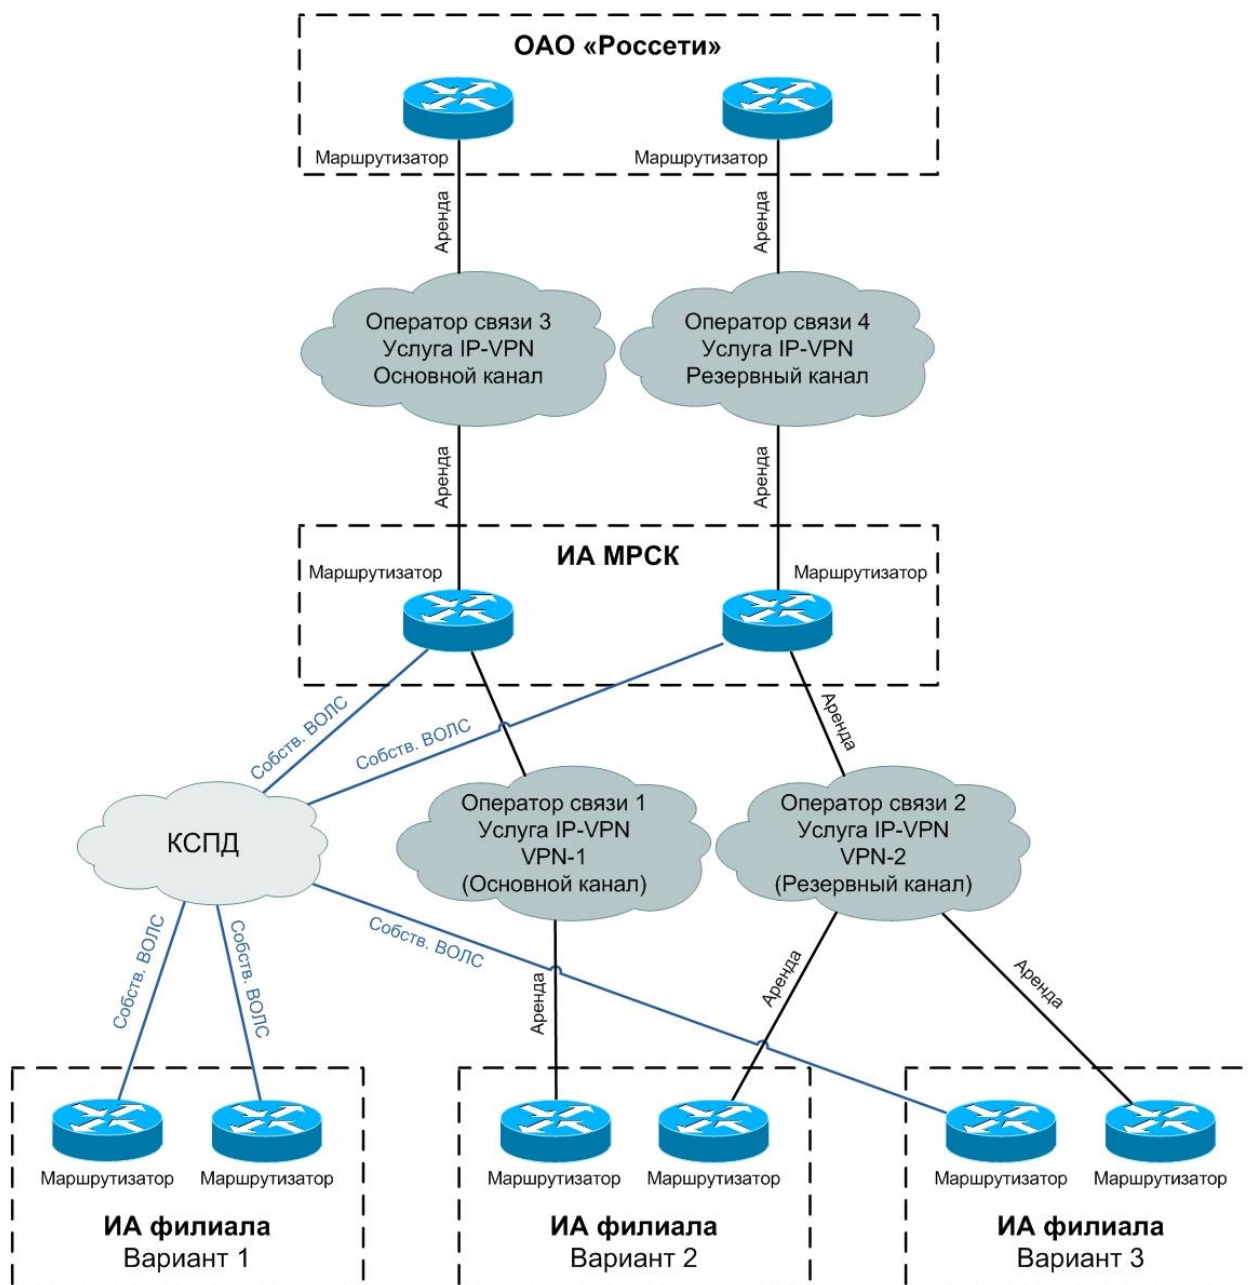 ОАО «Россети»
Маршрутизатор
Маршрутизатор
Аренда
Аренда
Оператор связи 3
Услуга IP-VPN
Основной канал
Оператор связи 4
Услуга IP-VPN
Резервный канал
Аренда
Аренда
ИА МРСК
Маршрутизатор
Маршрутизатор
Собств. ВОЛС
Собств. ВОЛС
Аренда
КСПД
Оператор связи 1
Услуга IP-VPN
VPN-1
(Основной канал)
Оператор связи 2
Услуга IP-VPN
VPN-2
(Резервный канал)
Собств. ВОЛС
Собств. ВОЛС
Собств. ВОЛС
Аренда
Аренда
Аренда
Маршрутизатор
Маршрутизатор
ИА филиала
Вариант 1
Маршрутизатор
Маршрутизатор
ИА филиала
Вариант 2
Маршрутизатор
Маршрутизатор
ИА филиала
Вариант 3